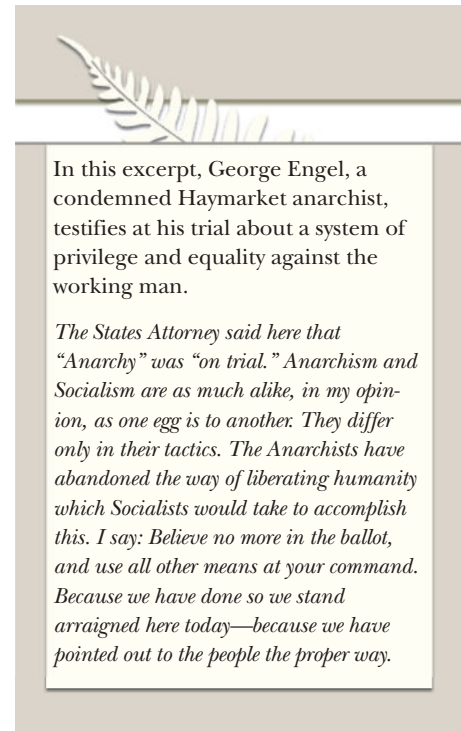 In this excerpt, George Engel, a
condemned Haymarket anarchist,
testifies at his trial about a system of
privilege and equality against the
working man.
The States Attorney said here that
“Anarchy” was “on trial.” Anarchism and
Socialism are as much alike, in my opin-
ion, as one egg is to another. They differ
only in their tactics. The Anarchists have
abandoned the way of liberating humanity
which Socialists would take to accomplish
this. I say: Believe no more in the ballot,
and use all other means at your command.
Because we have done so we stand
arraigned here today—because we have
pointed out to the people the proper way.